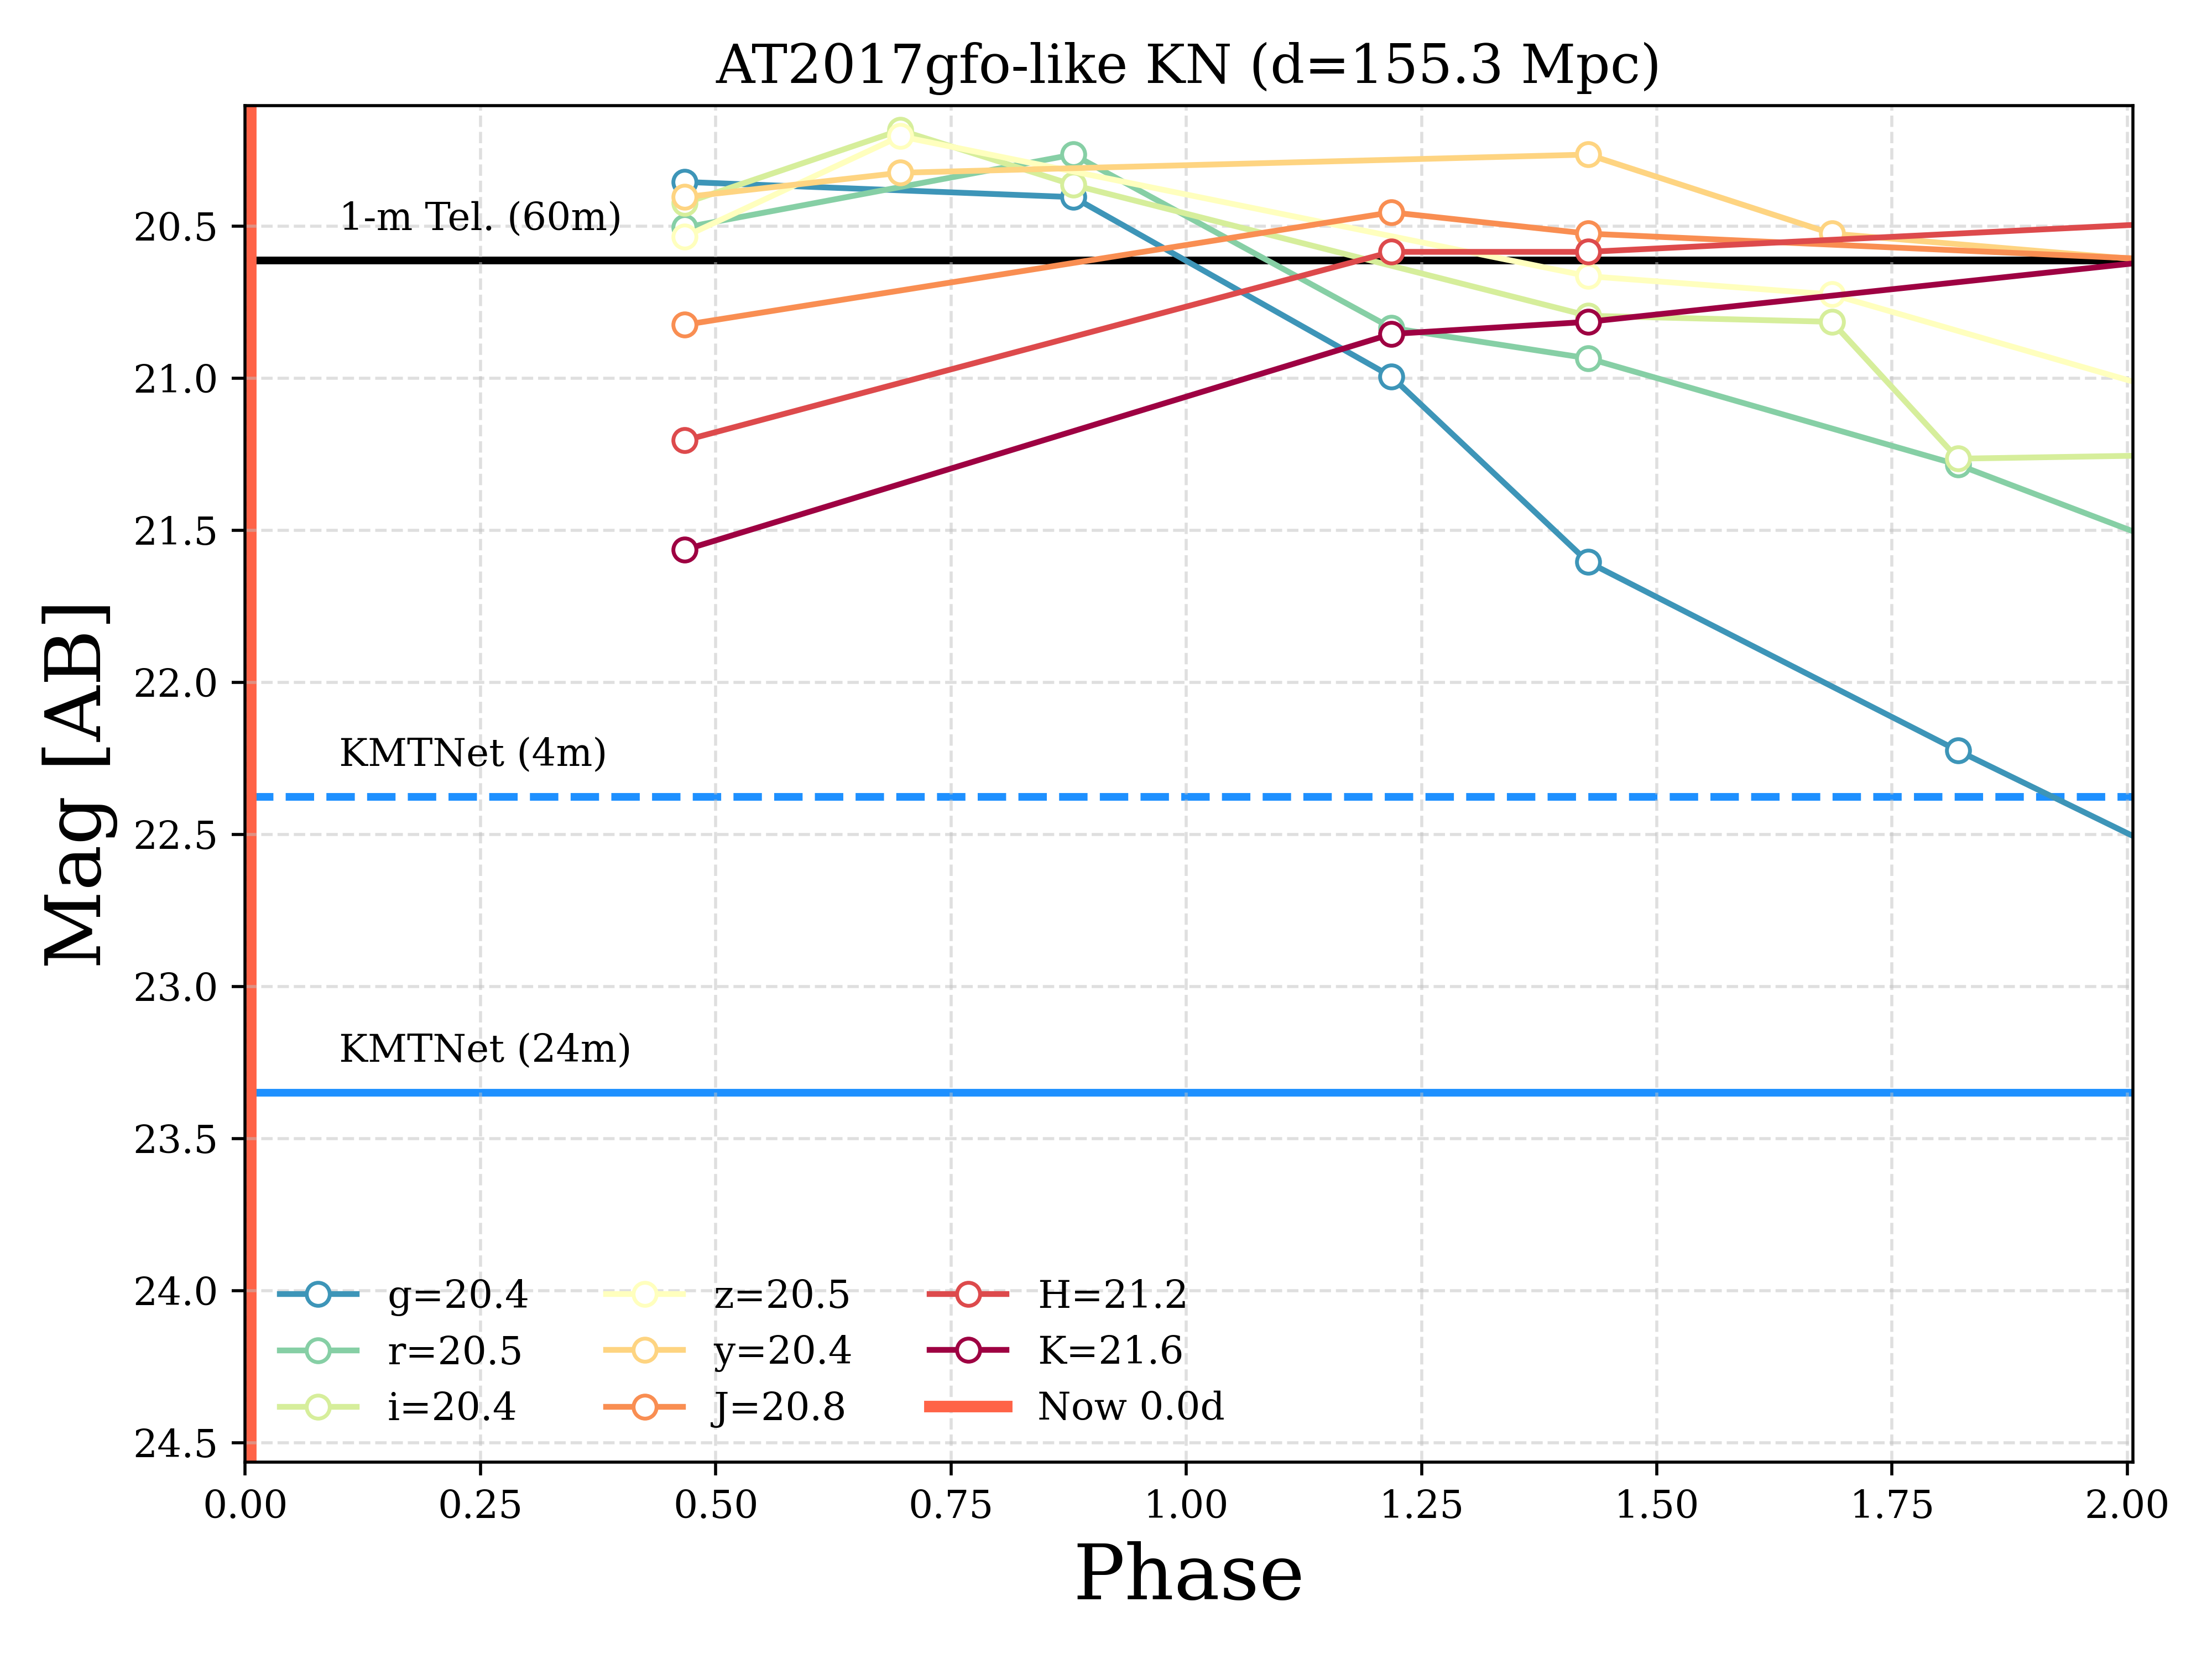 AT2017gfo-like KN (d=155.3 Mpc)
Mag [AB]
20.5
21.0
21.5
22.0
22.5
23.0
23.5
24.0
24.5
1-m Tel. (60m)
KMTNet (4m)
KMTNet (24m)
g=20.4
r=20.5
i=20.4
z=20.5
y=20.4
J=20.8
H=21.2
K=21.6
Now 0.0d
0.00 0.25 0.50 0.75 1.00 1.25 1.50 1.75 2.00
Phase